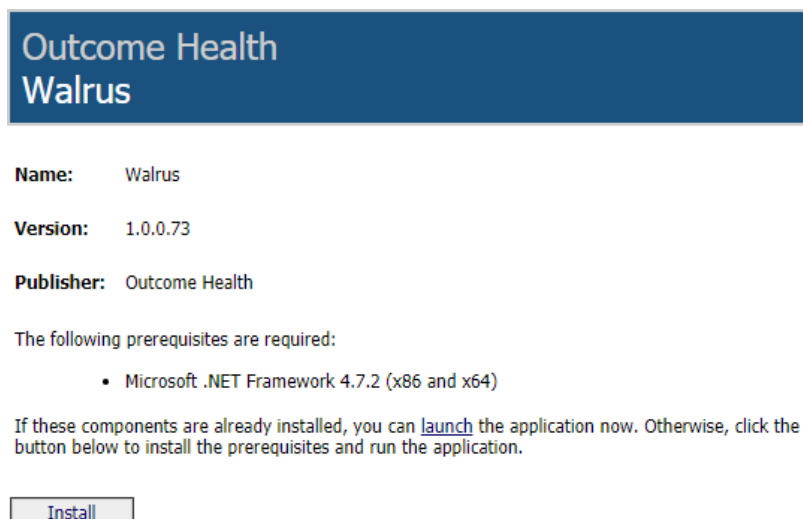 Outcome Health
Walrus
Name: Walrus
Version: 1.0.0.73
Publisher: Outcome Health
The following prerequisites are required:
• Microsoft .NET Framework 4.7.2 (x86 and x64)
If these components are already installed, you can launch the application now. Otherwise, click the
button below to install the prerequisites and run the application.
Install